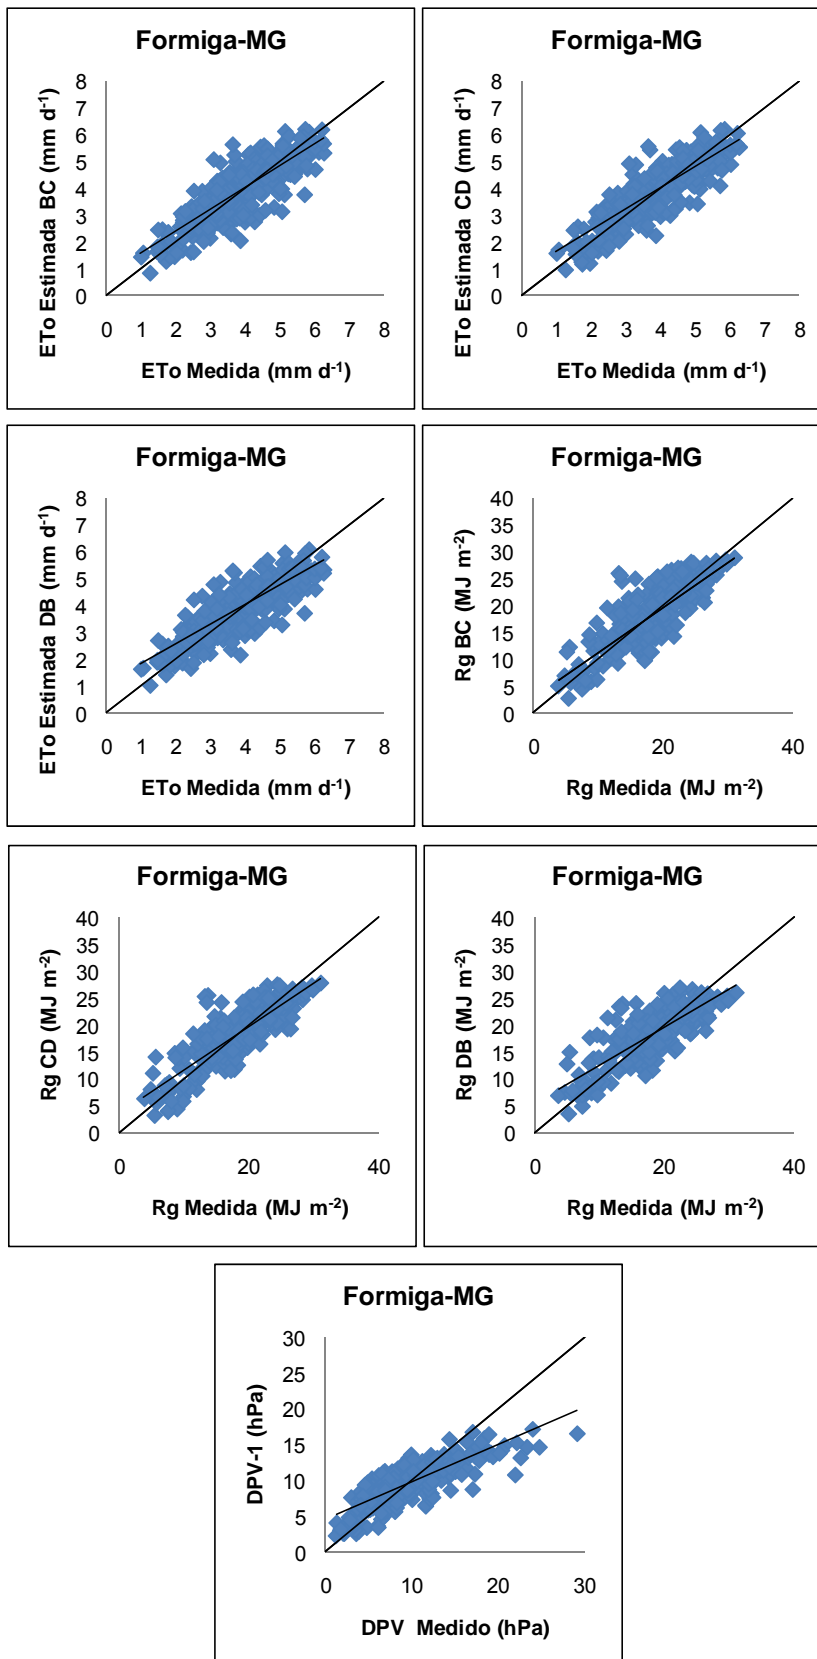 Formiga-MG
ETo Estimada BC (mm d⁻¹)
8
7
6
5
4
3
2
1
0
0 1 2 3 4 5 6 7 8
ETo Medida (mm d⁻¹)
Formiga-MG
ETo Estimada CD (mm d⁻¹)
8
7
6
5
4
3
2
1
0
0 1 2 3 4 5 6 7 8
ETo Medida (mm d⁻¹)
Formiga-MG
ETo Estimada DB (mm d⁻¹)
8
7
6
5
4
3
2
1
0
0 1 2 3 4 5 6 7 8
ETo Medida (mm d⁻¹)
Formiga-MG
Rg BC (MJ m⁻²)
40
35
30
25
20
15
10
5
0
0 20 40
Rg Medida (MJ m⁻²)
Formiga-MG
Rg CD (MJ m⁻²)
40
35
30
25
20
15
10
5
0
0 20 40
Rg Medida (MJ m⁻²)
Formiga-MG
Rg DB (MJ m⁻²)
40
35
30
25
20
15
10
5
0
0 20 40
Rg Medida (MJ m⁻²)
Formiga-MG
DPV-1 (hPa)
30
25
20
15
10
5
0
0 10 20 30
DPV Medido (hPa)